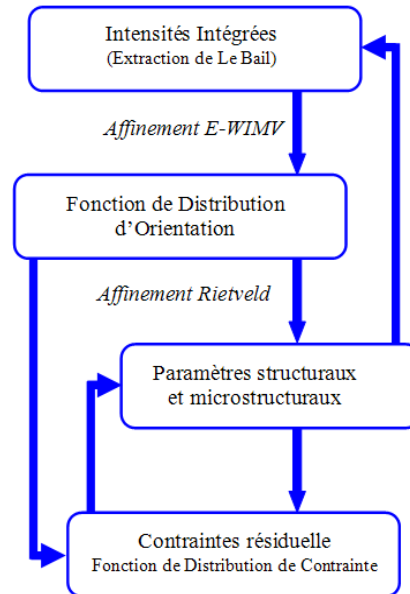 Intensités Intégrées
(Extraction de Le Bail)
Affinement E-WIMV
Fonction de Distribution
d'Orientation
Affinement Rietveld
Paramètres structuraux
et microstructuraux
Contraintes résiduelle
Fonction de Distribution de Contrainte